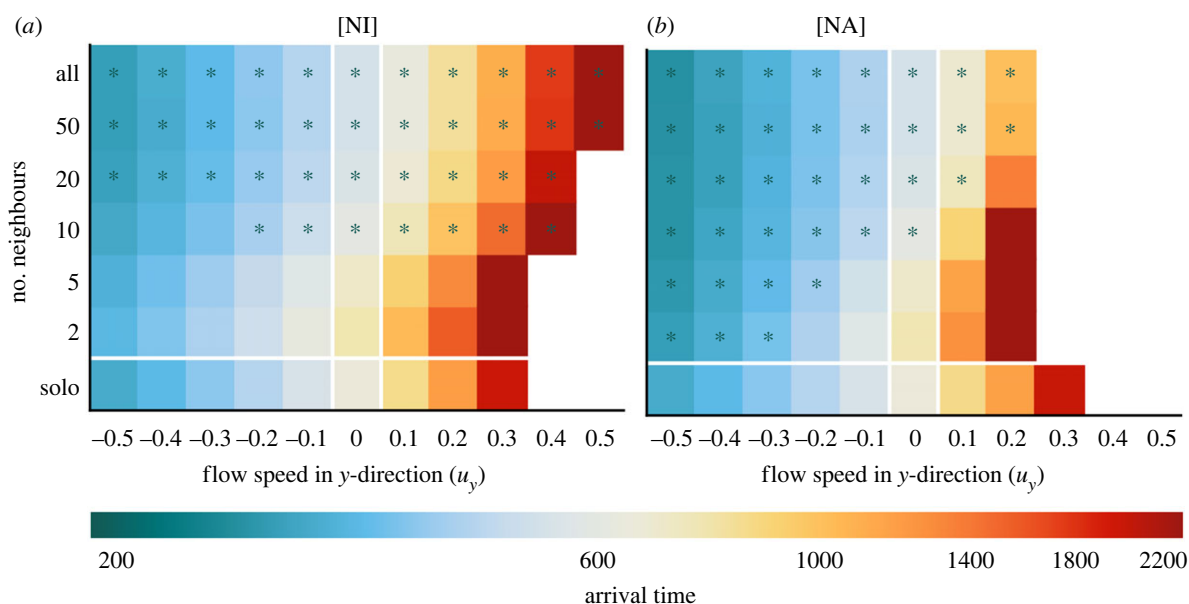 (a) [NI] (b) [NA]
all * * * * * * * * * * * * * * * * * * *
50 * * * * * * * * * * * * * * * * * * *
20 * * * * * * * * * * * * * * * * *
10 * * * * * * * * * * * * *
5 * * * *
2 * * *
solo
no. neighbours
–0.5 –0.4 –0.3 –0.2 –0.1 0 0.1 0.2 0.3 0.4 0.5 –0.5 –0.4 –0.3 –0.2 –0.1 0 0.1 0.2 0.3 0.4 0.5
flow speed in y-direction (u_y) flow speed in y-direction (u_y)
200 600 1000 1400 1800 2200
arrival time